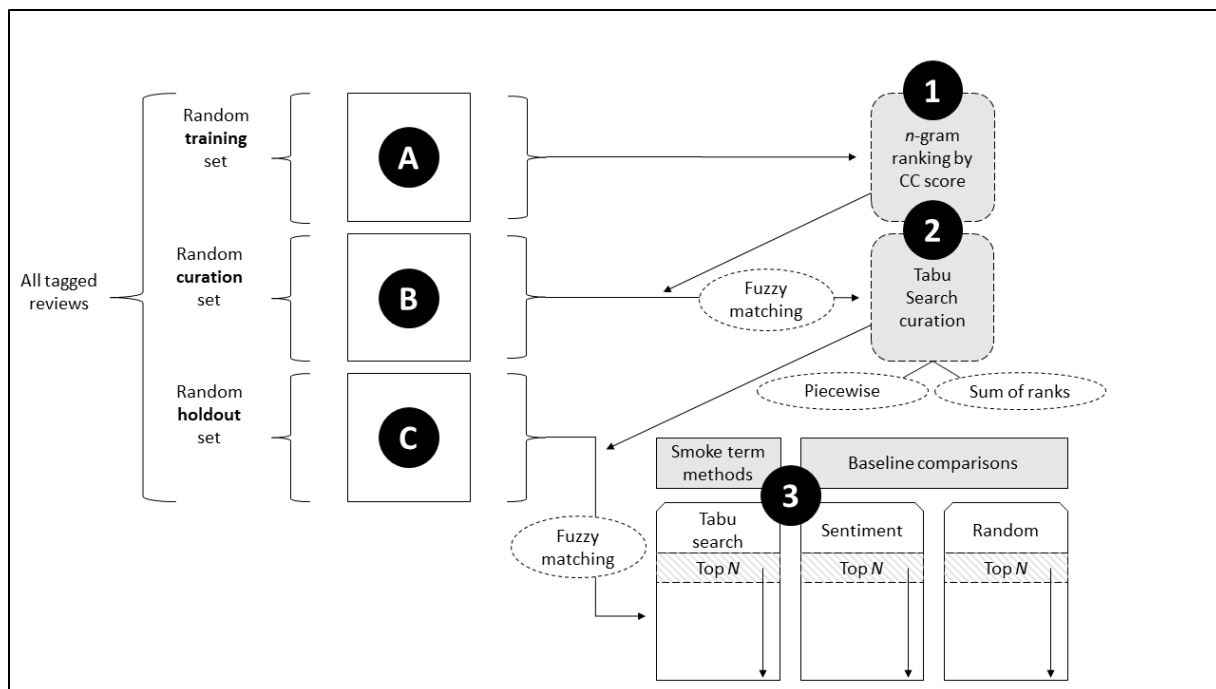 All tagged
reviews
Random
training
set
A
1
n-gram
ranking by
CC score
Random
curation
set
B
Fuzzy
matching
2
Tabu
Search
curation
Piecewise
Sum of ranks
Random
holdout
set
C
Fuzzy
matching
Smoke term
methods
Baseline comparisons
3
Tabu
search
Sentiment
Random
Top N
Top N
Top N